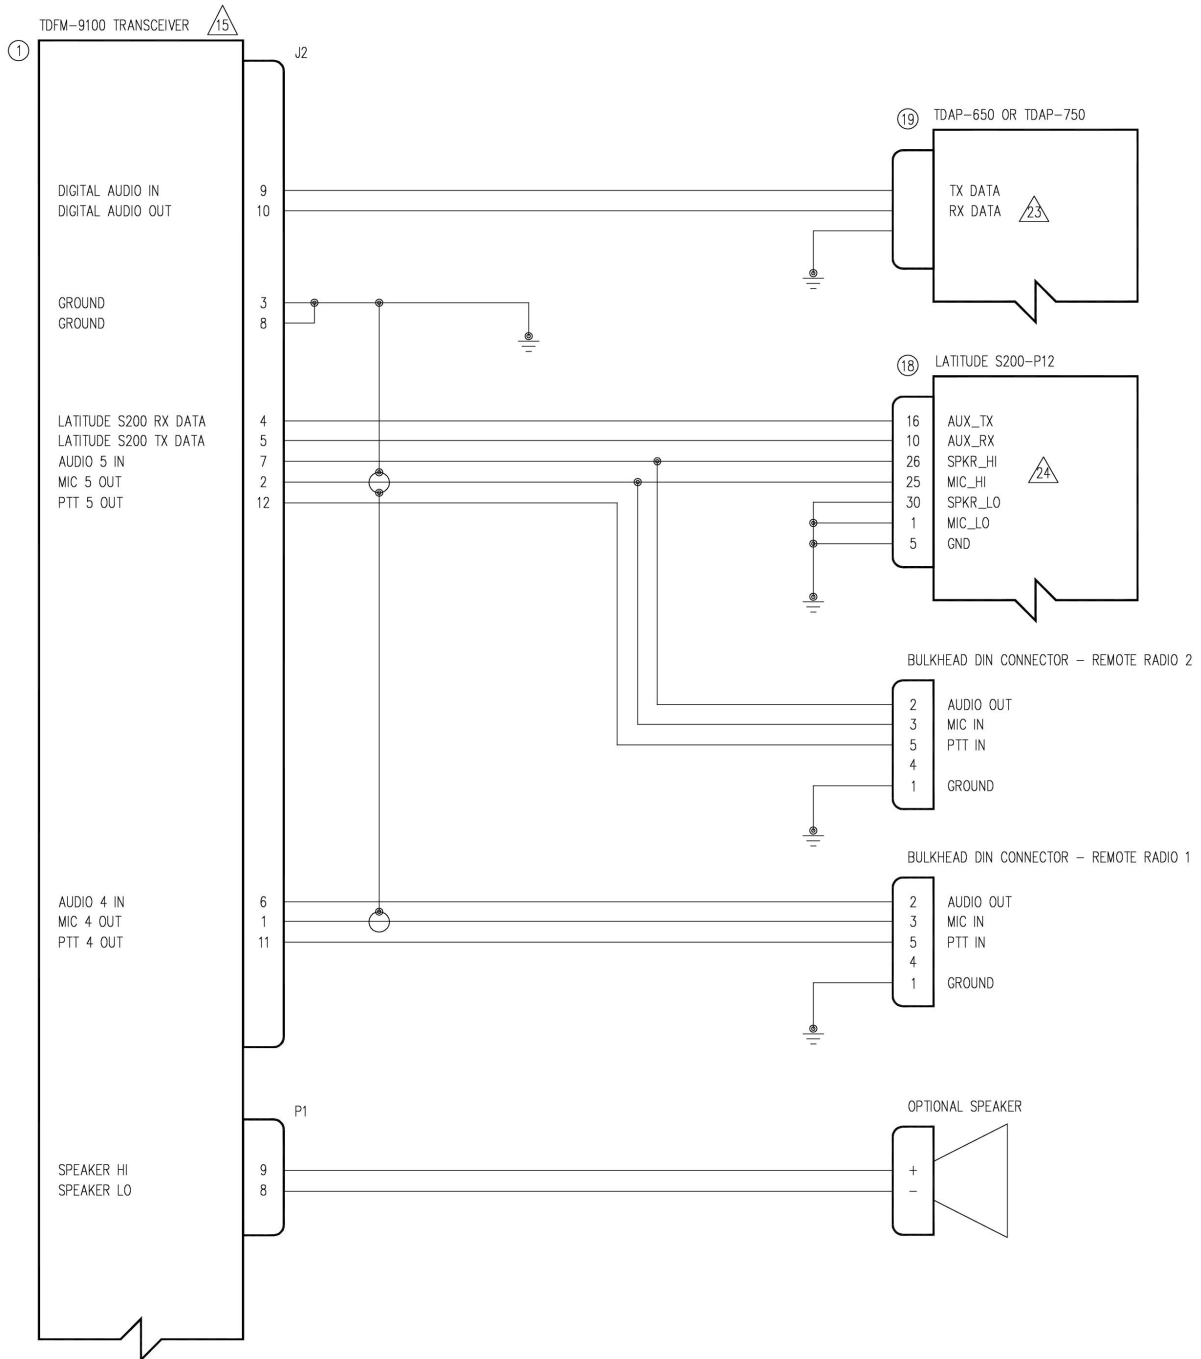 TDFM-9100 TRANSCEIVER 15
1
J2
19 TDAP-650 OR TDAP-750
DIGITAL AUDIO IN 9 TX DATA
DIGITAL AUDIO OUT 10 RX DATA 23
GROUND 3
GROUND 8
18 LATITUDE S200-P12
LATITUDE S200 RX DATA 4 16 AUX_TX
LATITUDE S200 TX DATA 5 10 AUX_RX
AUDIO 5 IN 7 26 SPKR_HI
24
MIC 5 OUT 2 25 MIC_HI
PTT 5 OUT 12 30 SPKR_LO
1 MIC_LO
5 GND
BULKHEAD DIN CONNECTOR - REMOTE RADIO 2
2 AUDIO OUT
3 MIC IN
5 PTT IN
4
1 GROUND
BULKHEAD DIN CONNECTOR - REMOTE RADIO 1
AUDIO 4 IN 6 2 AUDIO OUT
MIC 4 OUT 1 3 MIC IN
PTT 4 OUT 11 5 PTT IN
4
1 GROUND
P1
OPTIONAL SPEAKER
SPEAKER HI 9 +
SPEAKER LO 8 -